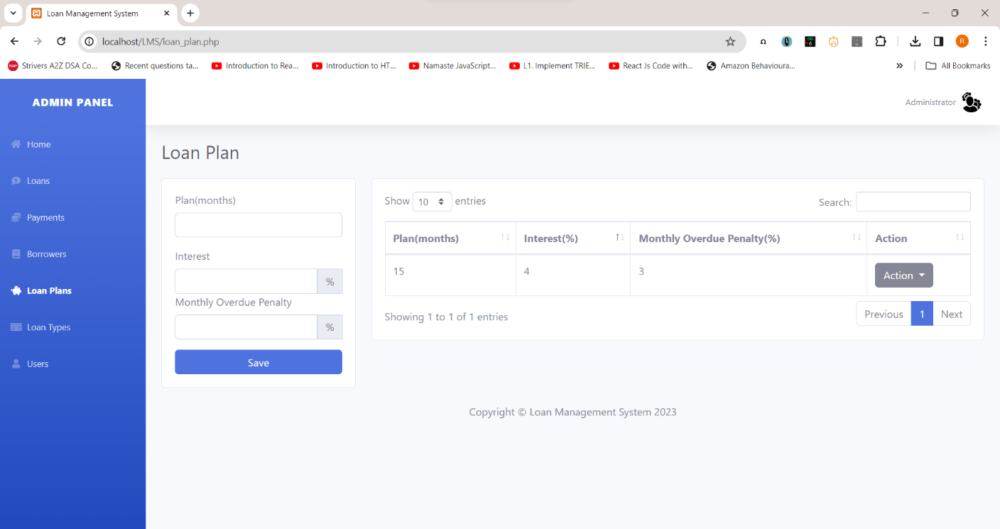 Loan Management System
localhost/LMS/loan_plan.php
R
Strivers A2Z DSA Co... Recent questions ta... Introduction to Rea... Introduction to HT... Namaste JavaScript... L1. Implement TRIE... React Js Code with... Amazon Behavioura... All Bookmarks
ADMIN PANEL
Administrator
Home
Loans
Payments
Borrowers
Loan Plans
Loan Types
Users
Loan Plan
Plan(months)
Interest
%
Monthly Overdue Penalty
%
Save
Show 10 entries
Search:
Plan(months) Interest(%) Monthly Overdue Penalty(%) Action
15 4 3 Action
Showing 1 to 1 of 1 entries
Previous 1 Next
Copyright © Loan Management System 2023